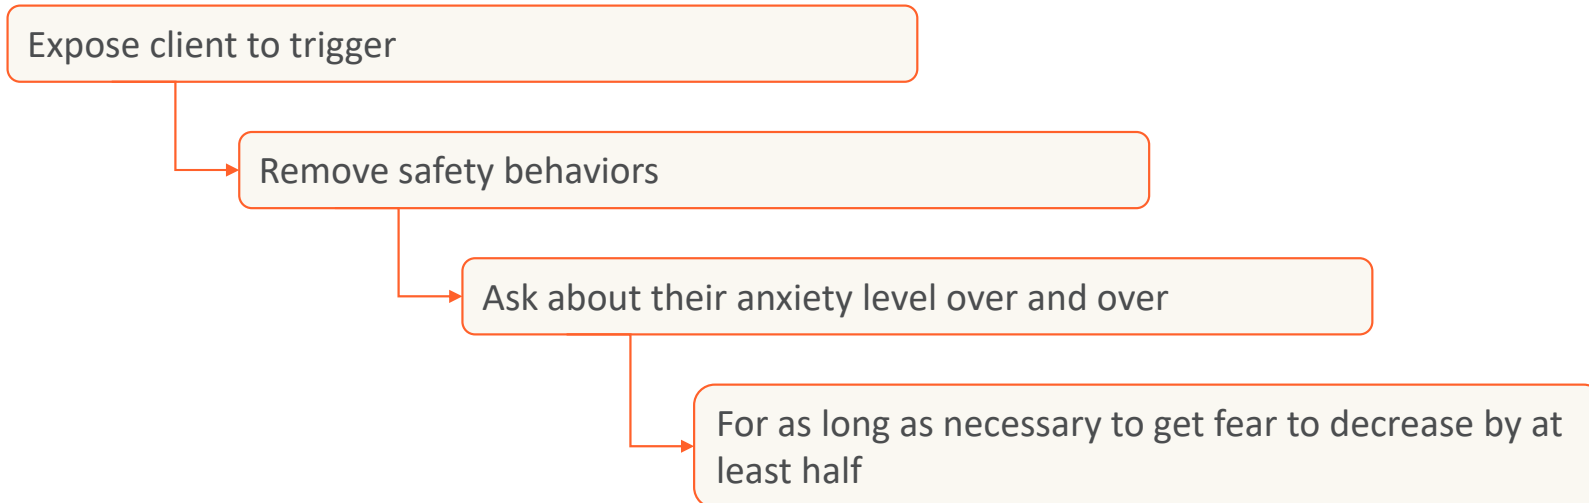 Expose client to trigger
Remove safety behaviors
Ask about their anxiety level over and over
For as long as necessary to get fear to decrease by at
least half